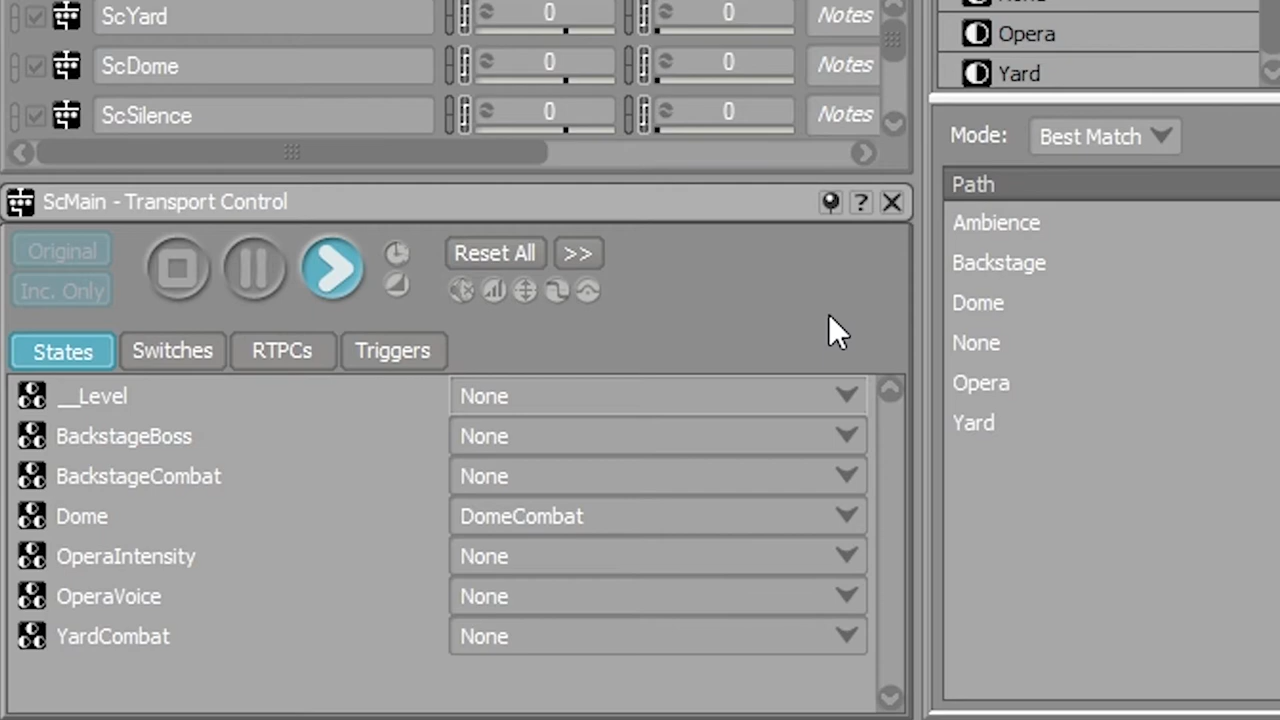 ScYard 0 0 Notes
ScDome 0 0 Notes
ScSilence 0 0 Notes
ScMain - Transport Control ?
Original
Inc. Only
Reset All >>
States Switches RTPCs Triggers
__Level None
BackstageBoss None
BackstageCombat None
Dome DomeCombat
OperaIntensity None
OperaVoice None
YardCombat None
Opera
Yard
Mode: Best Match
Path
Ambience
Backstage
Dome
None
Opera
Yard